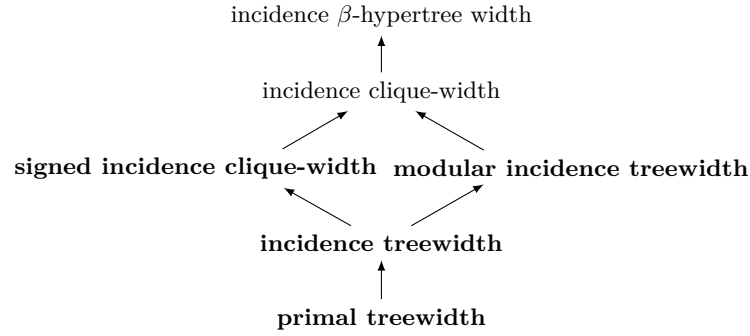 incidence β-hypertree width
incidence clique-width
signed incidence clique-width
modular incidence treewidth
incidence treewidth
primal treewidth